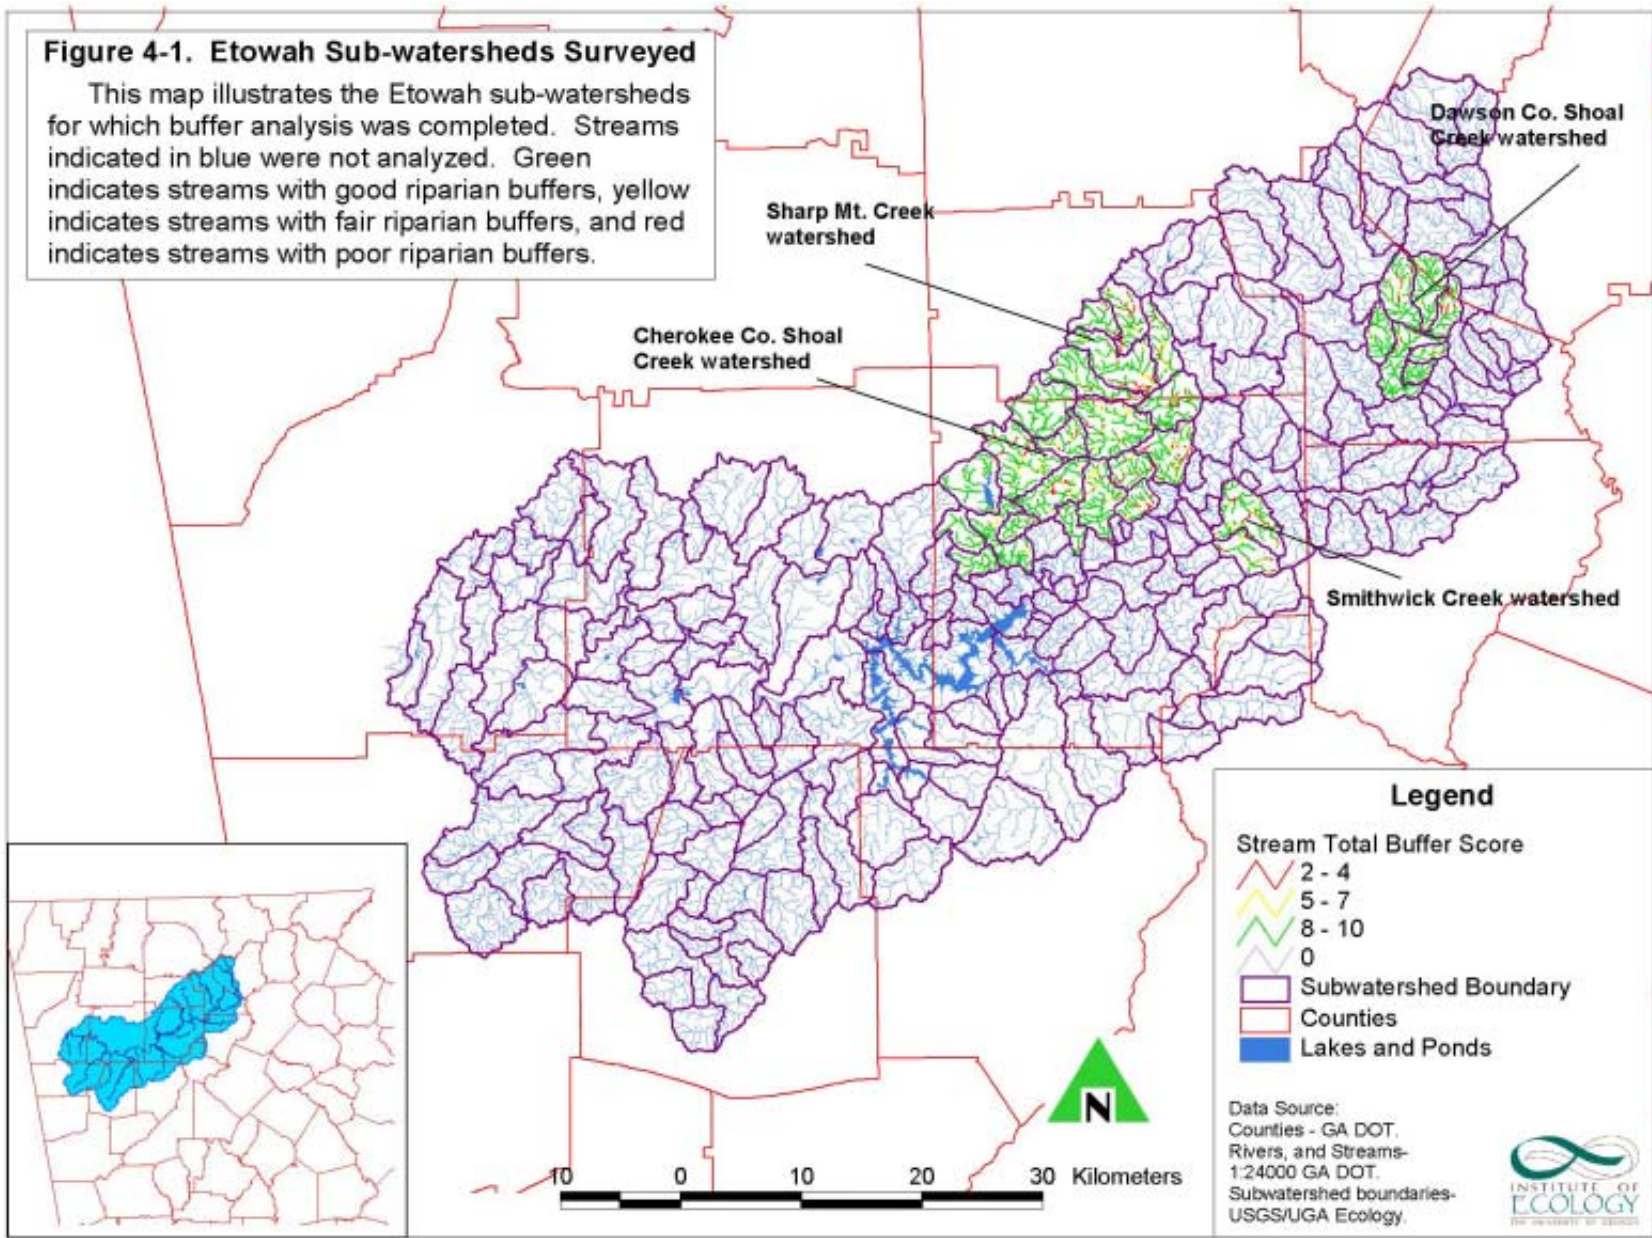 Figure 4-1. Etowah Sub-watersheds Surveyed
This map illustrates the Etowah sub-watersheds
for which buffer analysis was completed. Streams
indicated in blue were not analyzed. Green
indicates streams with good riparian buffers, yellow
indicates streams with fair riparian buffers, and red
indicates streams with poor riparian buffers.
Dawson Co. Shoal
Creek watershed
Sharp Mt. Creek
watershed
Cherokee Co. Shoal
Creek watershed
Smithwick Creek watershed
Legend
Stream Total Buffer Score
2 - 4
5 - 7
8 - 10
0
Subwatershed Boundary
Counties
Lakes and Ponds
N
10 0 10 20 30 Kilometers
Data Source:
Counties - GA DOT.
Rivers, and Streams-
1:24000 GA DOT.
Subwatershed boundaries-
USGS/UGA Ecology.
INSTITUTE OF
ECOLOGY
THE UNIVERSITY OF GEORGIA